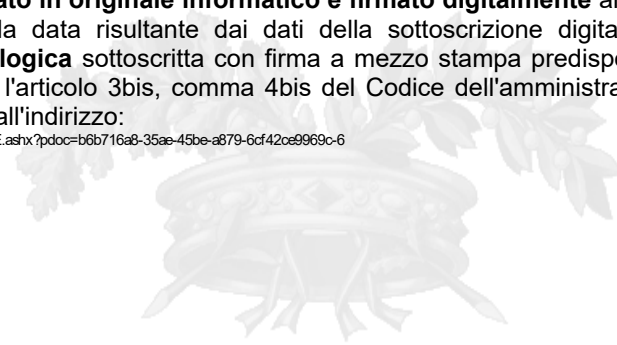 ato in originale informatico e firmato digitalmente
la data risultante dai dati della sottoscrizione digita
logica sottoscritta con firma a mezzo stampa predispo
l'articolo 3bis, comma 4bis del Codice dell'amministra
all'indirizzo:
.ashx?pdoc=b6b716a8-35ae-45be-a879-6cf42ce9969c-6